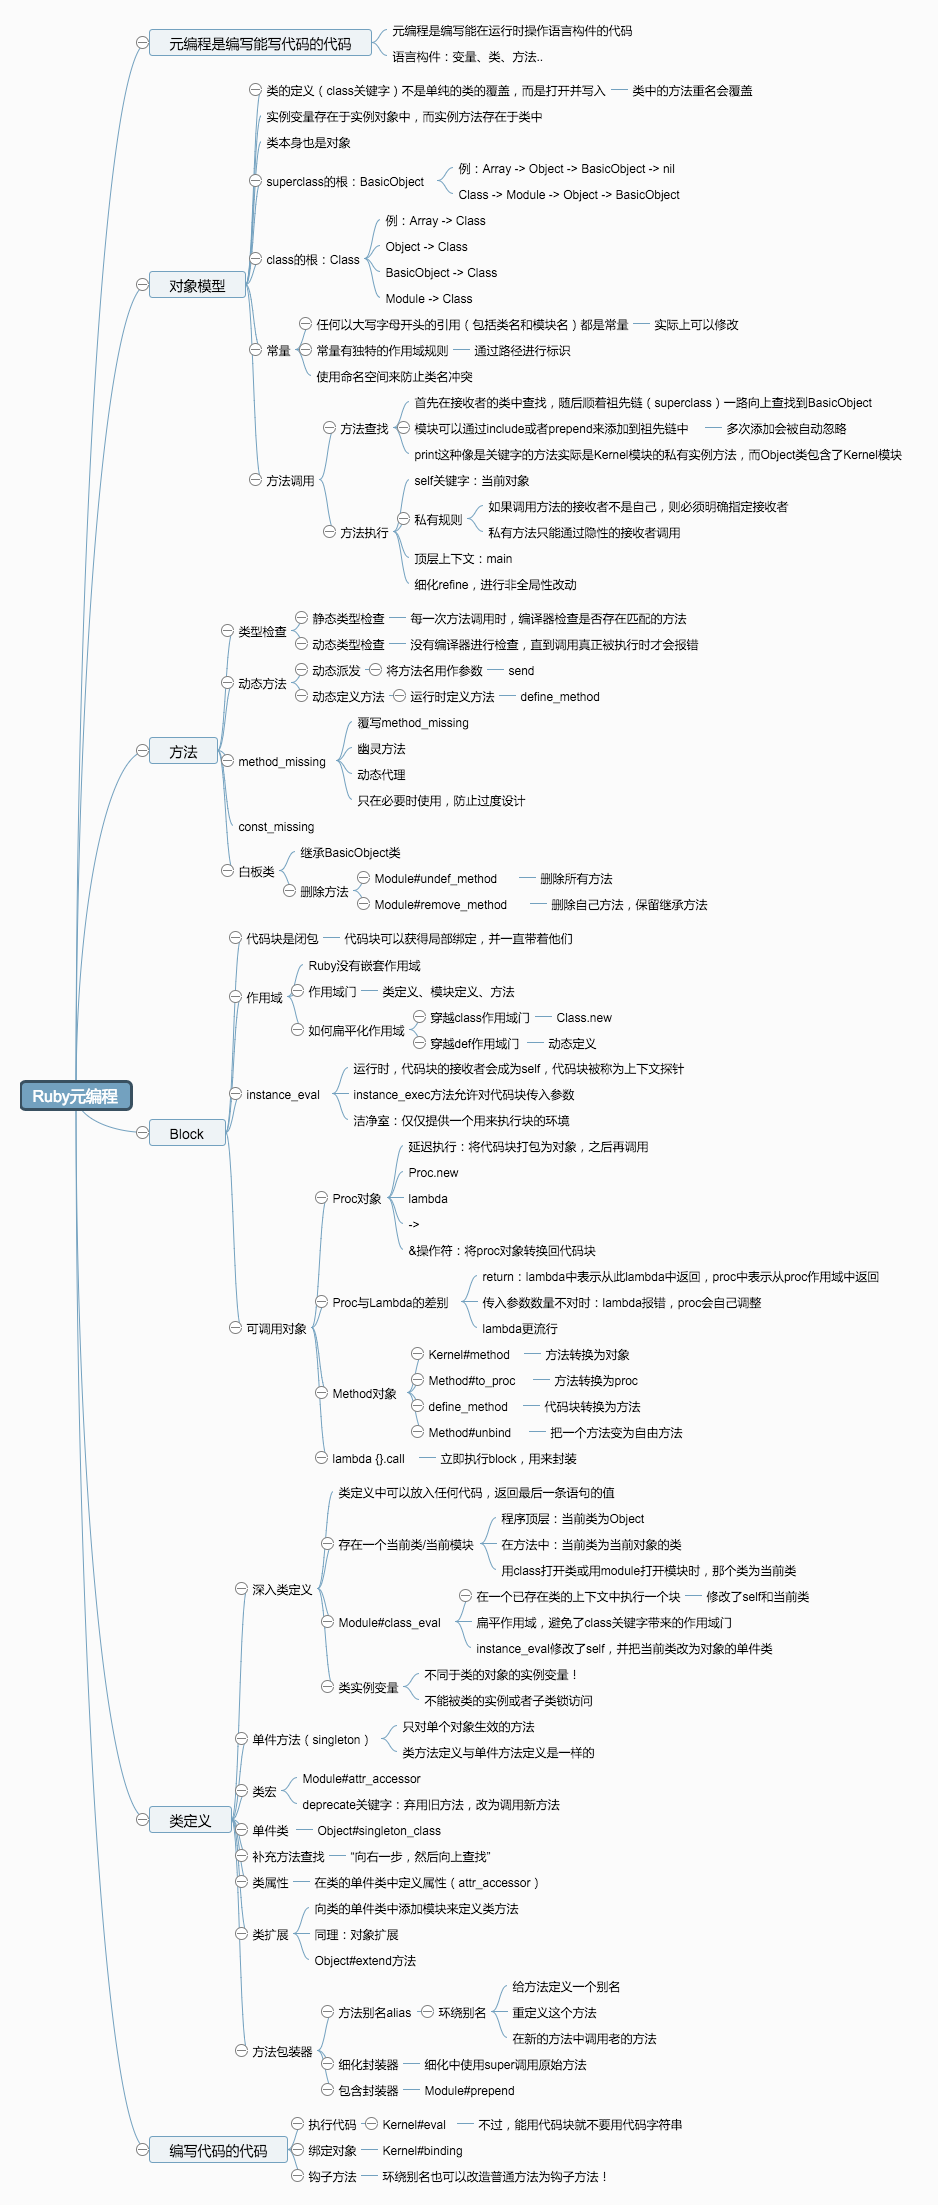 元编程是编写能写代码的代码
元编程是编写能在运行时操作语言构件的代码
语言构件：变量、类、方法..
对象模型
类的定义（class关键字）不是单纯的类的覆盖，而是打开并写入
类中的方法重名会覆盖
实例变量存在于实例对象中，而实例方法存在于类中
类本身也是对象
superclass的根：BasicObject
例：Array -> Object -> BasicObject -> nil
Class -> Module -> Object -> BasicObject
class的根：Class
例：Array -> Class
Object -> Class
BasicObject -> Class
Module -> Class
常量
任何以大写字母开头的引用（包括类名和模块名）都是常量
实际上可以修改
常量有独特的作用域规则
通过路径进行标识
使用命名空间来防止类名冲突
方法调用
方法查找
首先在接收者的类中查找，随后顺着祖先链（superclass）一路向上查找到BasicObject
模块可以通过include或者prepend来添加到祖先链中
多次添加会被自动忽略
print这种像是关键字的方法实际是Kernel模块的私有实例方法，而Object类包含了Kernel模块
方法执行
self关键字：当前对象
私有规则
如果调用方法的接收者不是自己，则必须明确指定接收者
私有方法只能通过隐性的接收者调用
顶层上下文：main
细化refine，进行非全局性改动
方法
类型检查
静态类型检查
每一次方法调用时，编译器检查是否存在匹配的方法
动态类型检查
没有编译器进行检查，直到调用真正被执行时才会报错
动态方法
动态派发
将方法名用作参数
send
动态定义方法
运行时定义方法
define_method
method_missing
覆写method_missing
幽灵方法
动态代理
只在必要时使用，防止过度设计
const_missing
白板类
继承BasicObject类
删除方法
Module#undef_method
删除所有方法
Module#remove_method
删除自己方法，保留继承方法
Ruby元编程
Block
代码块是闭包
代码块可以获得局部绑定，并一直带着他们
作用域
Ruby没有嵌套作用域
作用域门
类定义、模块定义、方法
如何扁平化作用域
穿越class作用域门
Class.new
穿越def作用域门
动态定义
instance_eval
运行时，代码块的接收者会成为self，代码块被称为上下文探针
instance_exec方法允许对代码块传入参数
洁净室：仅仅提供一个用来执行块的环境
可调用对象
Proc对象
延迟执行：将代码块打包为对象，之后再调用
Proc.new
lambda
->
&操作符：将proc对象转换回代码块
Proc与Lambda的差别
return：lambda中表示从此lambda中返回，proc中表示从proc作用域中返回
传入参数数量不对时：lambda报错，proc会自己调整
lambda更流行
Method对象
Kernel#method
方法转换为对象
Method#to_proc
方法转换为proc
define_method
代码块转换为方法
Method#unbind
把一个方法变为自由方法
lambda {}.call
立即执行block，用来封装
类定义
深入类定义
类定义中可以放入任何代码，返回最后一条语句的值
存在一个当前类/当前模块
程序顶层：当前类为Object
在方法中：当前类为当前对象的类
用class打开类或用module打开模块时，那个类为当前类
Module#class_eval
在一个已存在类的上下文中执行一个块
修改了self和当前类
扁平作用域，避免了class关键字带来的作用域门
instance_eval修改了self，并把当前类改为对象的单件类
类实例变量
不同于类的对象的实例变量！
不能被类的实例或者子类锁访问
单件方法（singleton）
只对单个对象生效的方法
类方法定义与单件方法定义是一样的
类宏
Module#attr_accessor
deprecate关键字：弃用旧方法，改为调用新方法
单件类
Object#singleton_class
补充方法查找
“向右一步，然后向上查找”
类属性
在类的单件类中定义属性（attr_accessor）
类扩展
向类的单件类中添加模块来定义类方法
同理：对象扩展
Object#extend方法
方法包装器
方法别名alias
环绕别名
给方法定义一个别名
重定义这个方法
在新的方法中调用老的方法
细化封装器
细化中使用super调用原始方法
包含封装器
Module#prepend
编写代码的代码
执行代码
Kernel#eval
不过，能用代码块就不要用代码字符串
绑定对象
Kernel#binding
钩子方法
环绕别名也可以改造普通方法为钩子方法！